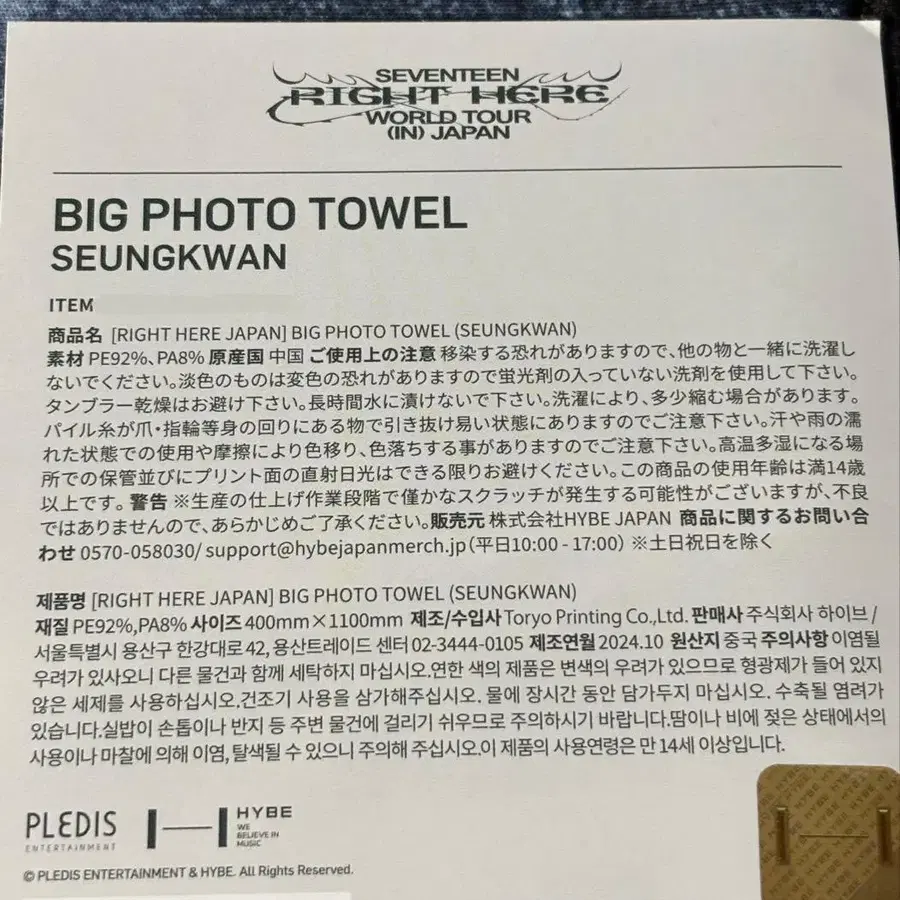 SEVENTEEN
RIGHT HERE
WORLD TOUR
(IN) JAPAN
BIG PHOTO TOWEL
SEUNGKWAN
ITEM
商品名 [RIGHT HERE JAPAN] BIG PHOTO TOWEL (SEUNGKWAN)
素材 PE92%、PA8% 原産国 中国 ご使用上の注意 移染する恐れがありますので、他の物と一緒に洗濯し
ないでください。淡色のものは変色の恐れがありますので蛍光剤の入っていない洗剤を使用して下さい。
タンブラー乾燥はお避け下さい。長時間水に漬けないで下さい。洗濯により、多少縮む場合があります。
パイル糸が爪・指輪等身の回りにある物で引き抜け易い状態にありますのでご注意下さい。汗や雨の濡
れた状態での使用や摩擦により色移り、色落ちする事がありますのでご注意下さい。高温多湿になる場
所での保管並びにプリント面の直射日光はできる限りお避けください。この商品の使用年齢は満14歳
以上です。 警告 ※生産の仕上げ作業段階で僅かなスクラッチが発生する可能性がございますが、不良
ではありませんので、あらかじめご了承ください。販売元 株式会社HYBE JAPAN 商品に関するお問い合
わせ 0570-058030/ support@hybejapanmerch.jp (平日10:00 - 17:00) ※土日祝日を除く
제품명 [RIGHT HERE JAPAN] BIG PHOTO TOWEL (SEUNGKWAN)
재질 PE92%,PA8% 사이즈 400mm×1100mm 제조/수입사 Toryo Printing Co.,Ltd. 판매사 주식회사 하이브 /
서울특별시 용산구 한강대로 42, 용산트레이드 센터 02-3444-0105 제조연월 2024.10 원산지 중국 주의사항 이염될
우려가 있사오니 다른 물건과 함께 세탁하지 마십시오.연한 색의 제품은 변색의 우려가 있으므로 형광제가 들어 있지
않은 세제를 사용하십시오.건조기 사용을 삼가해주십시오. 물에 장시간 동안 담가두지 마십시오. 수축될 염려가
있습니다.실밥이 손톱이나 반지 등 주변 물건에 걸리기 쉬우므로 주의하시기 바랍니다.땀이나 비에 젖은 상태에서의
사용이나 마찰에 의해 이염, 탈색될 수 있으니 주의해 주십시오.이 제품의 사용연령은 만 14세 이상입니다.
PLEDIS
ENTERTAINMENT
HYBE
WE
BELIEVE IN
MUSIC
© PLEDIS ENTERTAINMENT & HYBE. All Rights Reserved.